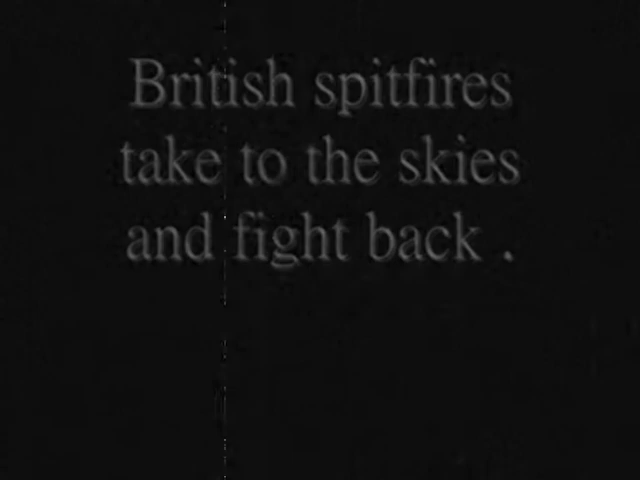 British spitfires
take to the skies
and fight back .